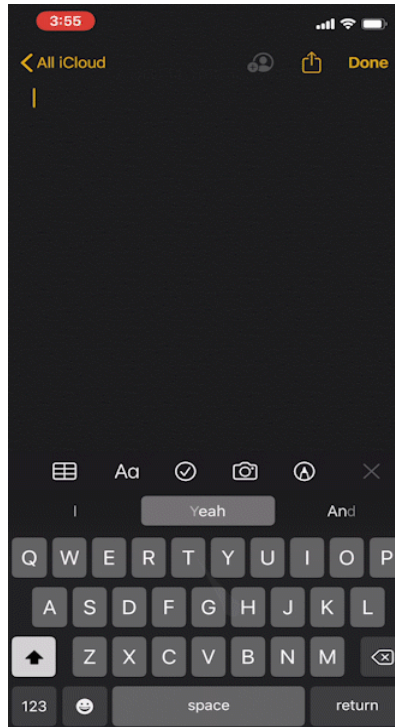 3:55
All iCloud Done
Aa
I Yeah And
Q W E R T Y U I O P
A S D F G H J K L
Z X C V B N M
123 space return